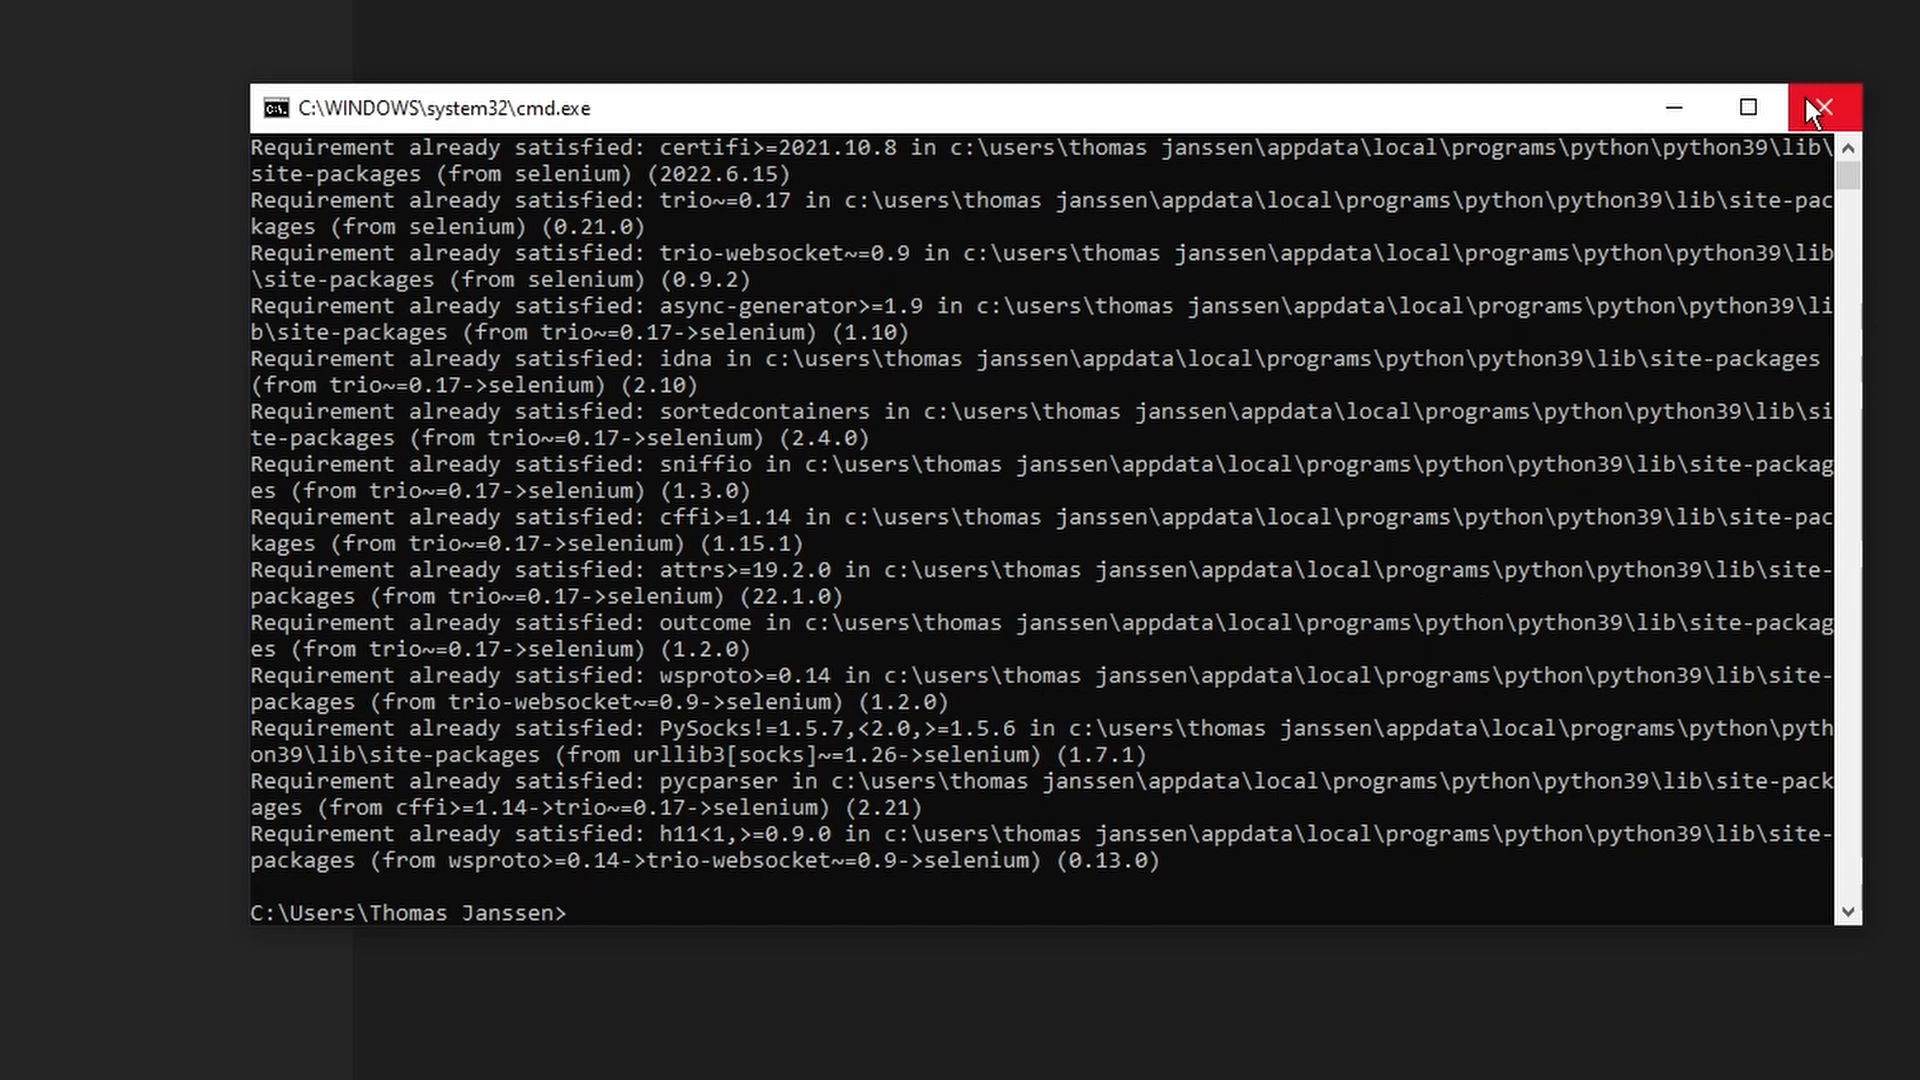 C:\WINDOWS\system32\cmd.exe
Requirement already satisfied: certifi>=2021.10.8 in c:\users\thomas janssen\appdata\local\programs\python\python39\lib\
site-packages (from selenium) (2022.6.15)
Requirement already satisfied: trio~=0.17 in c:\users\thomas janssen\appdata\local\programs\python\python39\lib\site-pac
kages (from selenium) (0.21.0)
Requirement already satisfied: trio-websocket~=0.9 in c:\users\thomas janssen\appdata\local\programs\python\python39\lib
\site-packages (from selenium) (0.9.2)
Requirement already satisfied: async-generator>=1.9 in c:\users\thomas janssen\appdata\local\programs\python\python39\li
b\site-packages (from trio~=0.17->selenium) (1.10)
Requirement already satisfied: idna in c:\users\thomas janssen\appdata\local\programs\python\python39\lib\site-packages
(from trio~=0.17->selenium) (2.10)
Requirement already satisfied: sortedcontainers in c:\users\thomas janssen\appdata\local\programs\python\python39\lib\si
te-packages (from trio~=0.17->selenium) (2.4.0)
Requirement already satisfied: sniffio in c:\users\thomas janssen\appdata\local\programs\python\python39\lib\site-packag
es (from trio~=0.17->selenium) (1.3.0)
Requirement already satisfied: cffi>=1.14 in c:\users\thomas janssen\appdata\local\programs\python\python39\lib\site-pac
kages (from trio~=0.17->selenium) (1.15.1)
Requirement already satisfied: attrs>=19.2.0 in c:\users\thomas janssen\appdata\local\programs\python\python39\lib\site-
packages (from trio~=0.17->selenium) (22.1.0)
Requirement already satisfied: outcome in c:\users\thomas janssen\appdata\local\programs\python\python39\lib\site-packag
es (from trio~=0.17->selenium) (1.2.0)
Requirement already satisfied: wsproto>=0.14 in c:\users\thomas janssen\appdata\local\programs\python\python39\lib\site-
packages (from trio-websocket~=0.9->selenium) (1.2.0)
Requirement already satisfied: PySocks!=1.5.7,<2.0,>=1.5.6 in c:\users\thomas janssen\appdata\local\programs\python\pyth
on39\lib\site-packages (from urllib3[socks]~=1.26->selenium) (1.7.1)
Requirement already satisfied: pycparser in c:\users\thomas janssen\appdata\local\programs\python\python39\lib\site-pack
ages (from cffi>=1.14->trio~=0.17->selenium) (2.21)
Requirement already satisfied: h11<1,>=0.9.0 in c:\users\thomas janssen\appdata\local\programs\python\python39\lib\site-
packages (from wsproto>=0.14->trio-websocket~=0.9->selenium) (0.13.0)
C:\Users\Thomas Janssen>